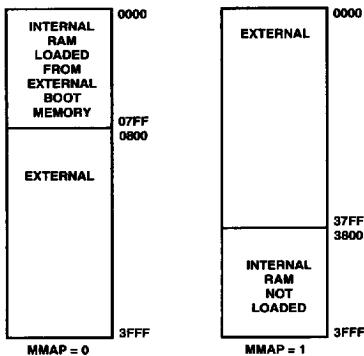 0000
INTERNAL
RAM
LOADED
FROM
EXTERNAL
BOOT
MEMORY
07FF
0800
EXTERNAL
3FFF
MMAP = 0
0000
EXTERNAL
37FF
3800
INTERNAL
RAM
NOT
LOADED
3FFF
MMAP = 1